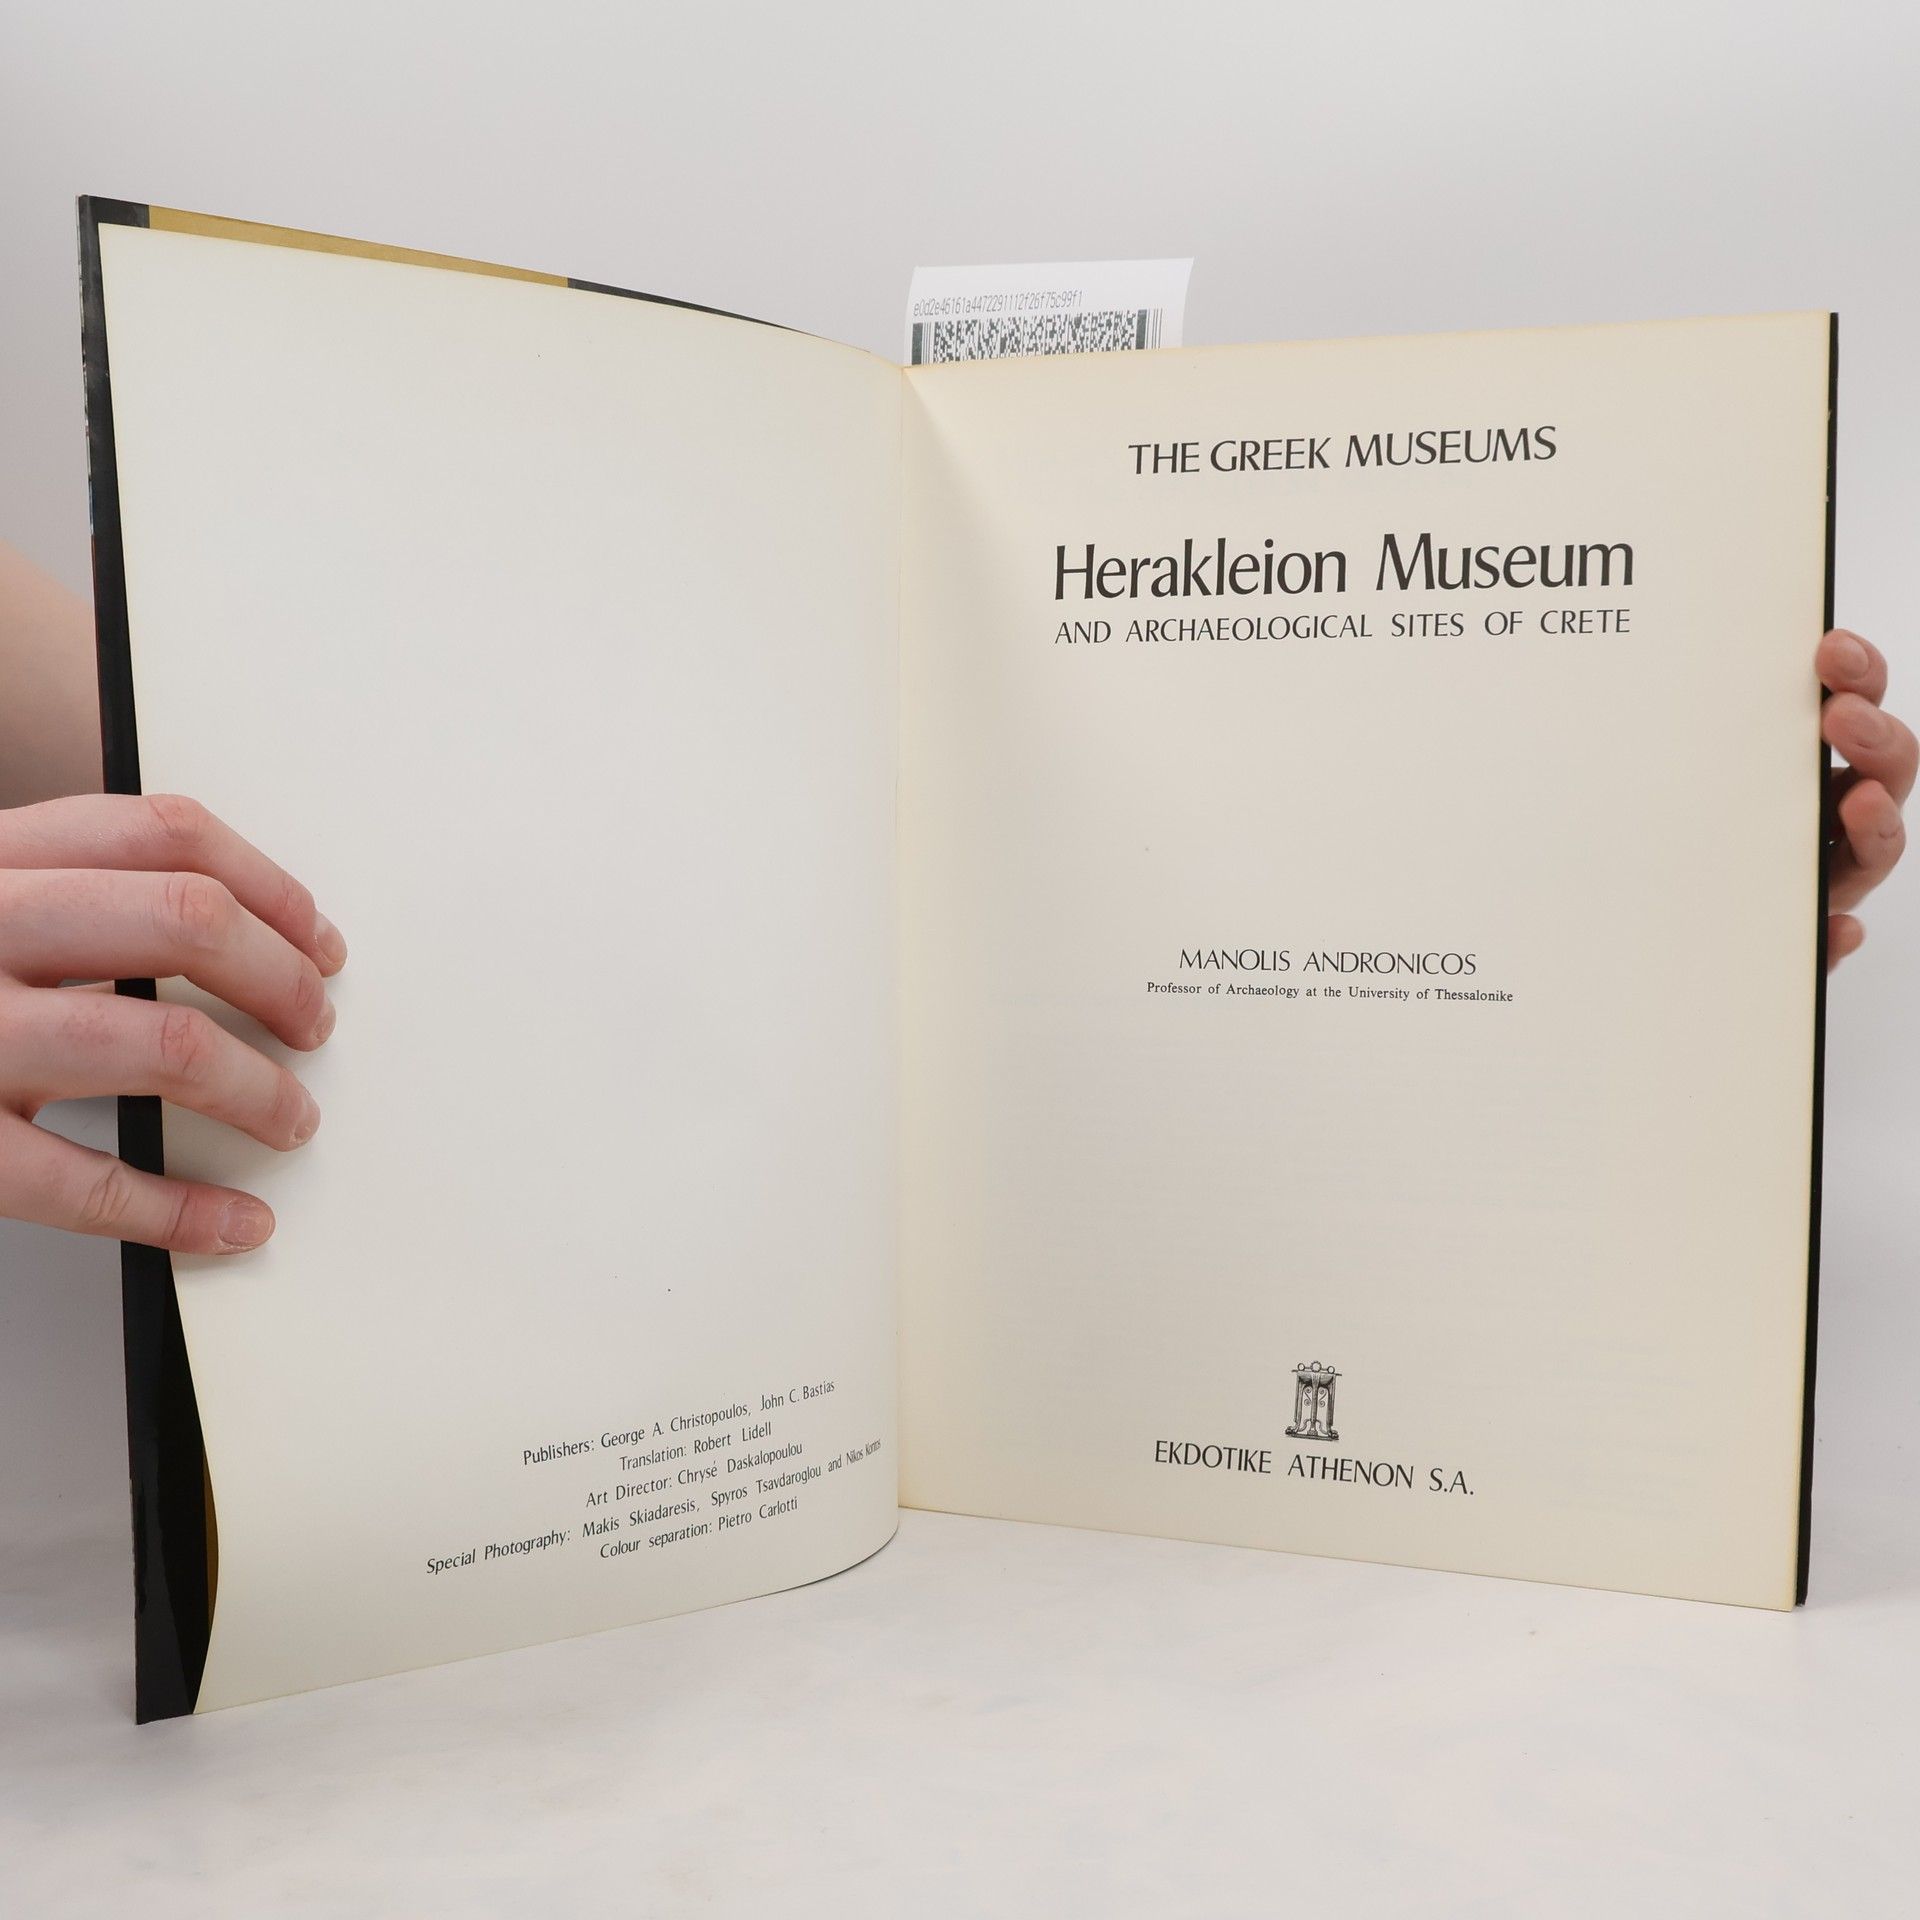 e0d2e46161a4472291112f26f75c99f1
Publishers: George A. Christopoulos, John C. Bastias
Translation: Robert Lidell
Art Director: Chrysé Daskalopoulou
Special Photography: Makis Skiadaresis, Spyros Tsavdaroglou and Nikos Kontos
Colour separation: Pietro Carlotti
THE GREEK MUSEUMS
Herakleion Museum
AND ARCHAEOLOGICAL SITES OF CRETE
MANOLIS ANDRONICOS
Professor of Archaeology at the University of Thessalonike
EKDOTIKE ATHENON S.A.